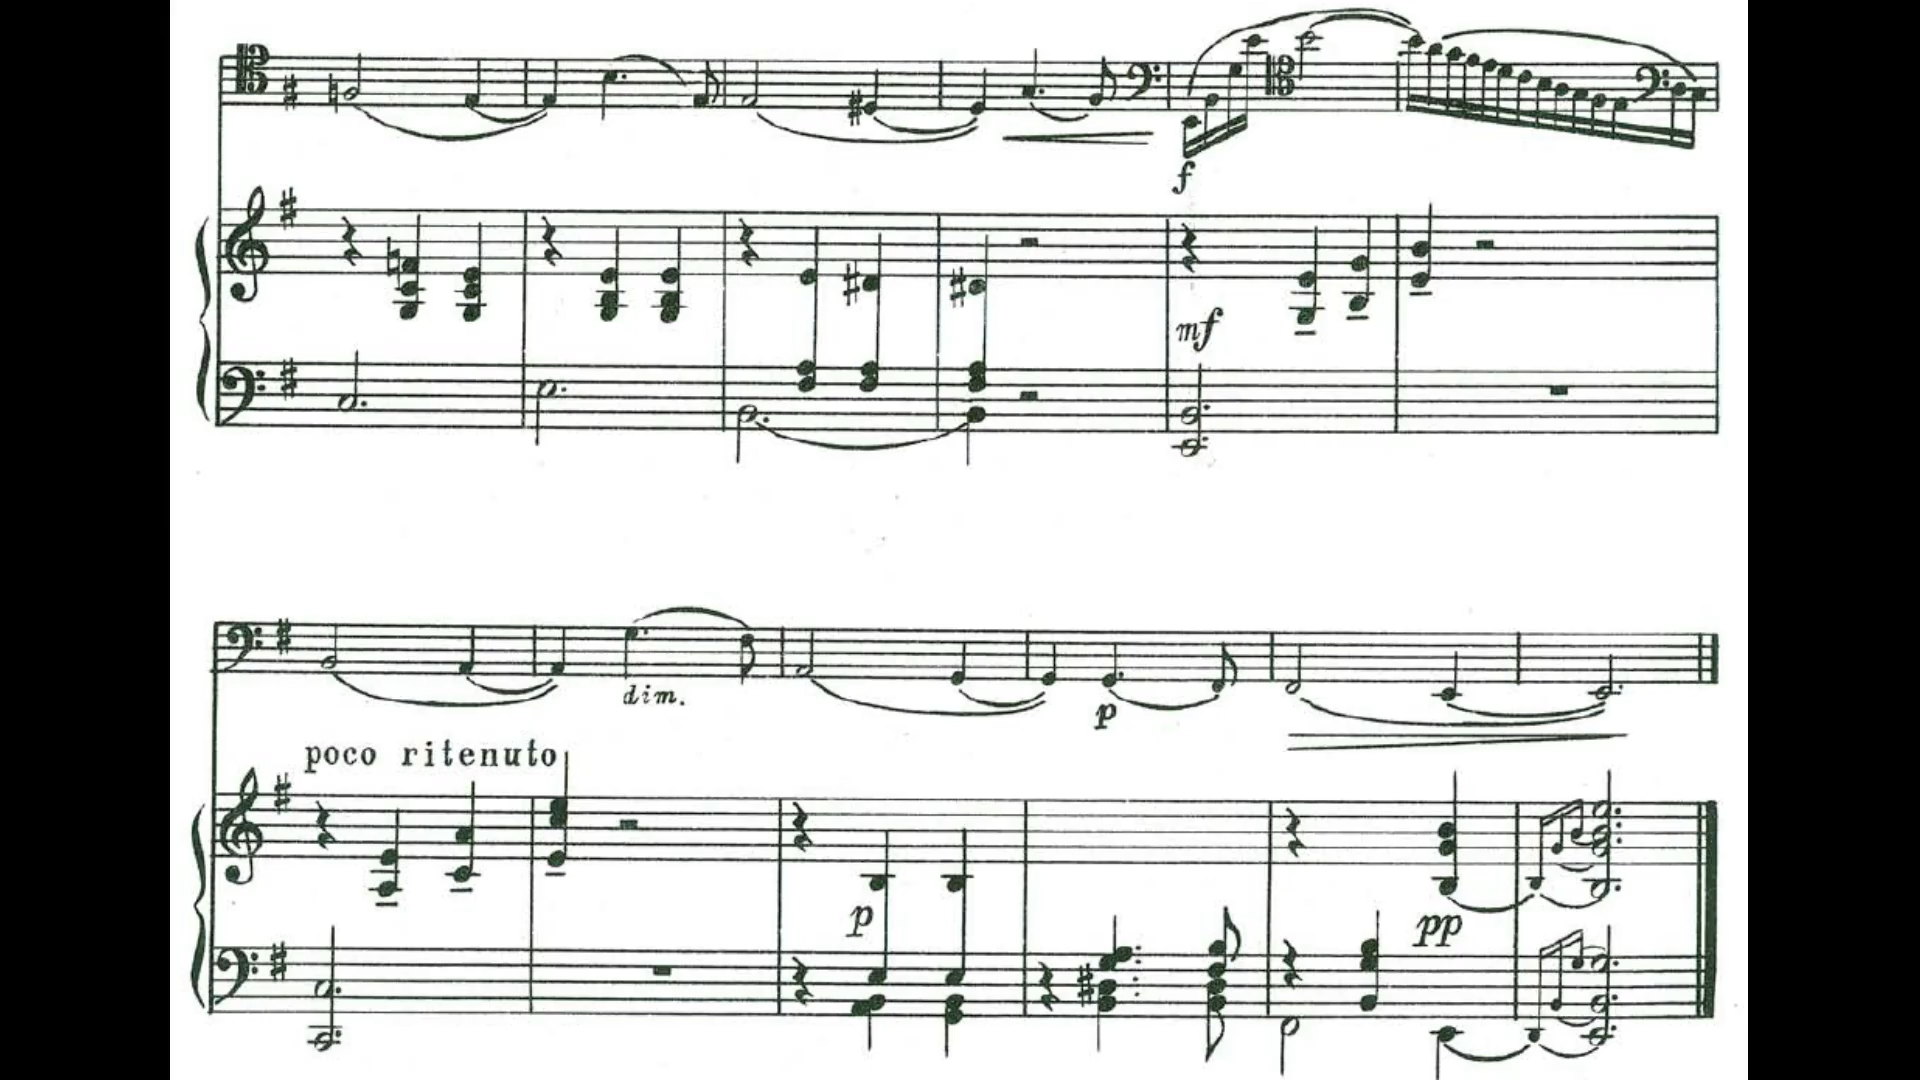 f
mf
dim.
p
poco ritenuto
p
pp